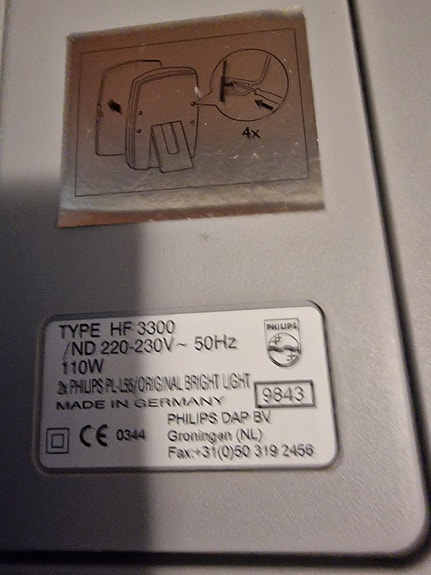 4x
TYPE HF 3300
/ND 220-230V ~ 50Hz
110W
2x PHILIPS PL-L55/ORIGINAL BRIGHT LIGHT
MADE IN GERMANY
9843
PHILIPS
PHILIPS DAP BV
CE 0344
Groningen (NL)
Fax:+31(0)50 319 2456